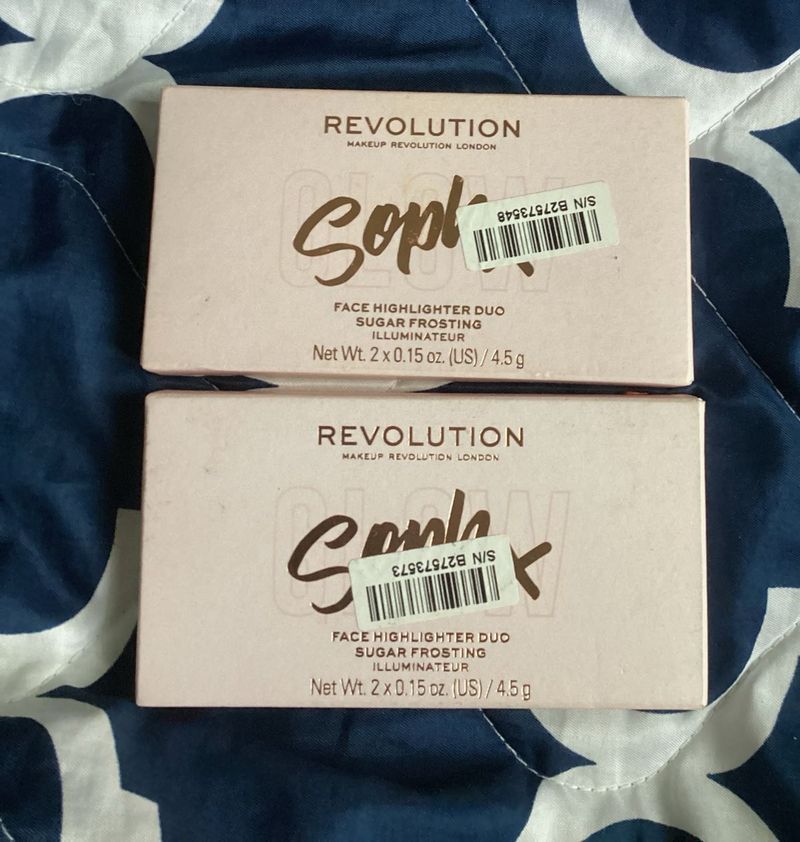 REVOLUTION
MAKEUP REVOLUTION LONDON
GLOW
Soph X
S/N B27573548
FACE HIGHLIGHTER DUO
SUGAR FROSTING
ILLUMINATEUR
Net Wt. 2 x 0.15 oz. (US) / 4.5 g
REVOLUTION
MAKEUP REVOLUTION LONDON
GLOW
Soph X
S/N B27573573
FACE HIGHLIGHTER DUO
SUGAR FROSTING
ILLUMINATEUR
Net Wt. 2 x 0.15 oz. (US) / 4.5 g